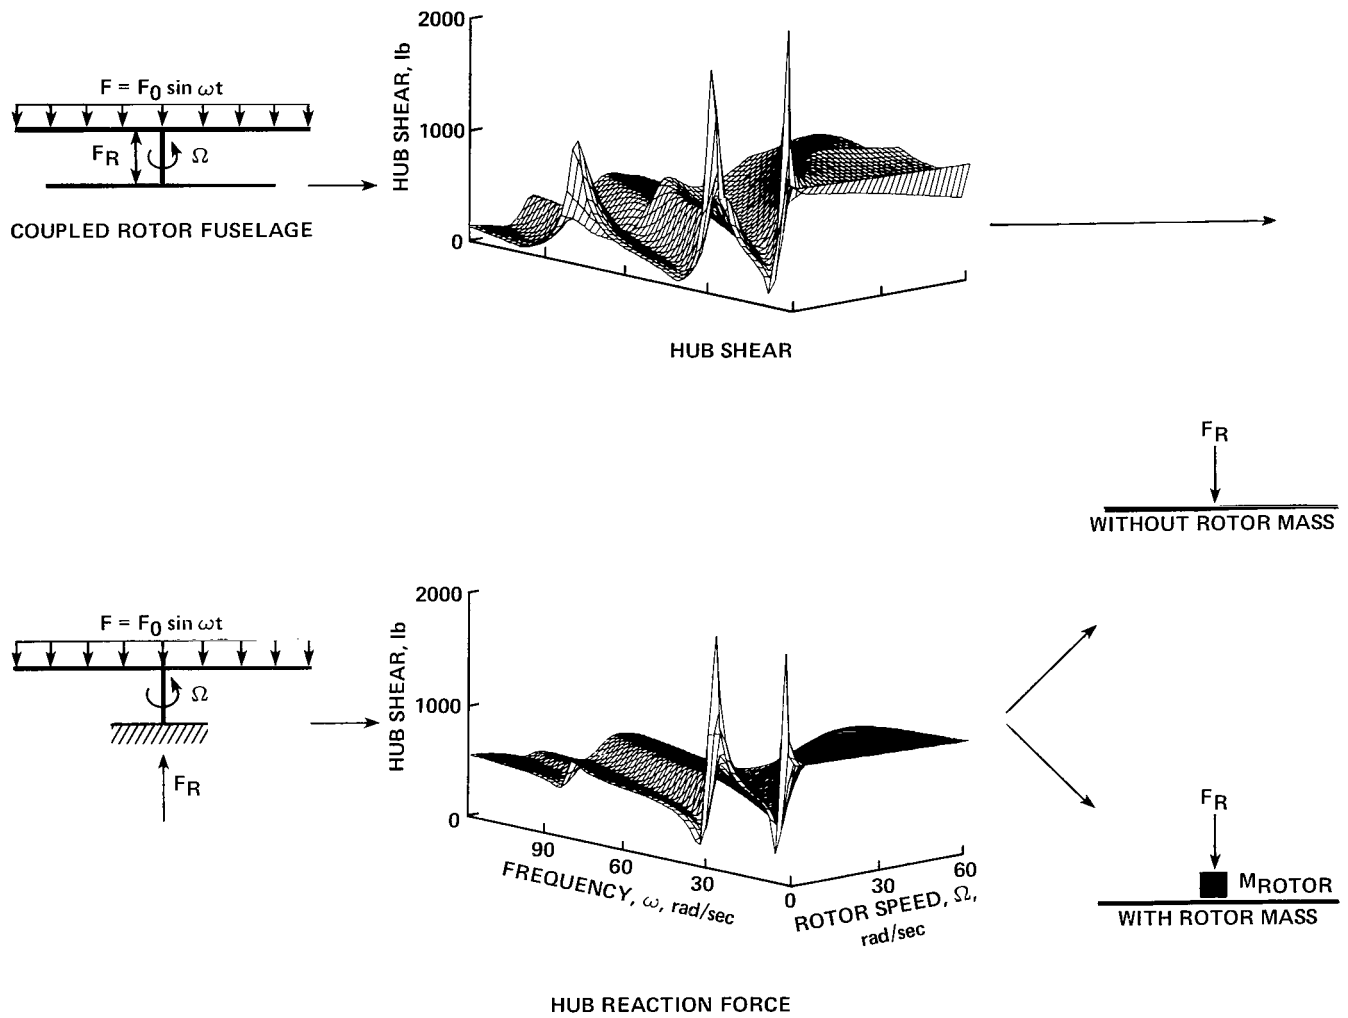 F = F0 sin ωt
FR
Ω
COUPLED ROTOR FUSELAGE
HUB SHEAR, lb
2000
1000
0
HUB SHEAR
FR
WITHOUT ROTOR MASS
F = F0 sin ωt
Ω
FR
HUB SHEAR, lb
2000
1000
0
90
60
30
0
30
60
FREQUENCY, ω, rad/sec
ROTOR SPEED, Ω,
rad/sec
FR
MROTOR
WITH ROTOR MASS
HUB REACTION FORCE